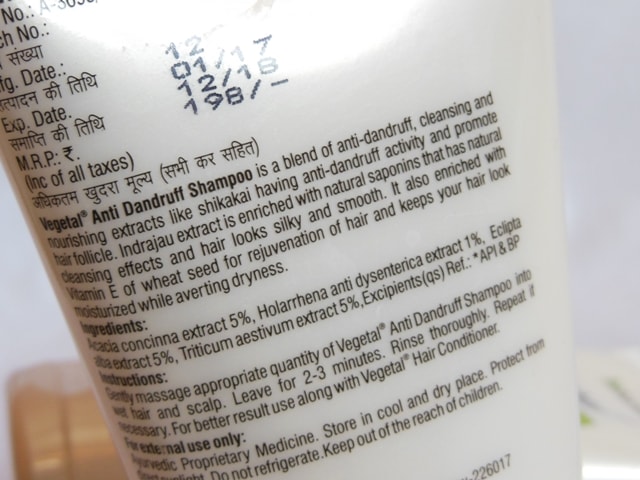 No.: A-
ch No.:
संख्या
12
fg. Date.:
01/17
उत्पादन की तिथि
12/18
Exp. Date.
198/-
समाप्ति की तिथि
M.R.P.: ₹.
(Inc of all taxes)
अधिकतम खुदरा मूल्य (सभी कर सहित)
Vegetal® Anti Dandruff Shampoo is a blend of anti-dandruff, cleansing and
nourishing extracts like shikakai having anti-dandruff activity and promote
hair follicle. Indrajau extract is enriched with natural saponins that has natural
cleansing effects and hair looks silky and smooth. It also enriched with
Vitamin E of wheat seed for rejuvenation of hair and keeps your hair look
moisturized while averting dryness.
Ingredients:
Acacia concinna extract 5%, Holarrhena anti dysenterica extract 1%, Eclipta
alba extract 5%, Triticum aestivum extract 5%, Excipients(qs) Ref.: *API & BP
Instructions:
Gently massage appropriate quantity of Vegetal® Anti Dandruff Shampoo into
wet hair and scalp. Leave for 2-3 minutes. Rinse thoroughly. Repeat if
necessary. For better result use along with Vegetal® Hair Conditioner.
For external use only:
Ayurvedic Proprietary Medicine. Store in cool and dry place. Protect from
sunlight. Do not refrigerate. Keep out of the reach of children.
-226017